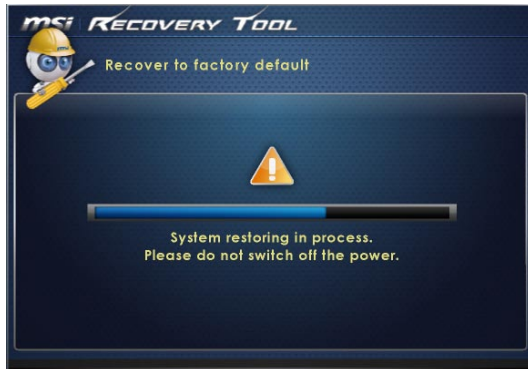 msi RECOVERY TOOL
Recover to factory default
System restoring in process.
Please do not switch off the power.